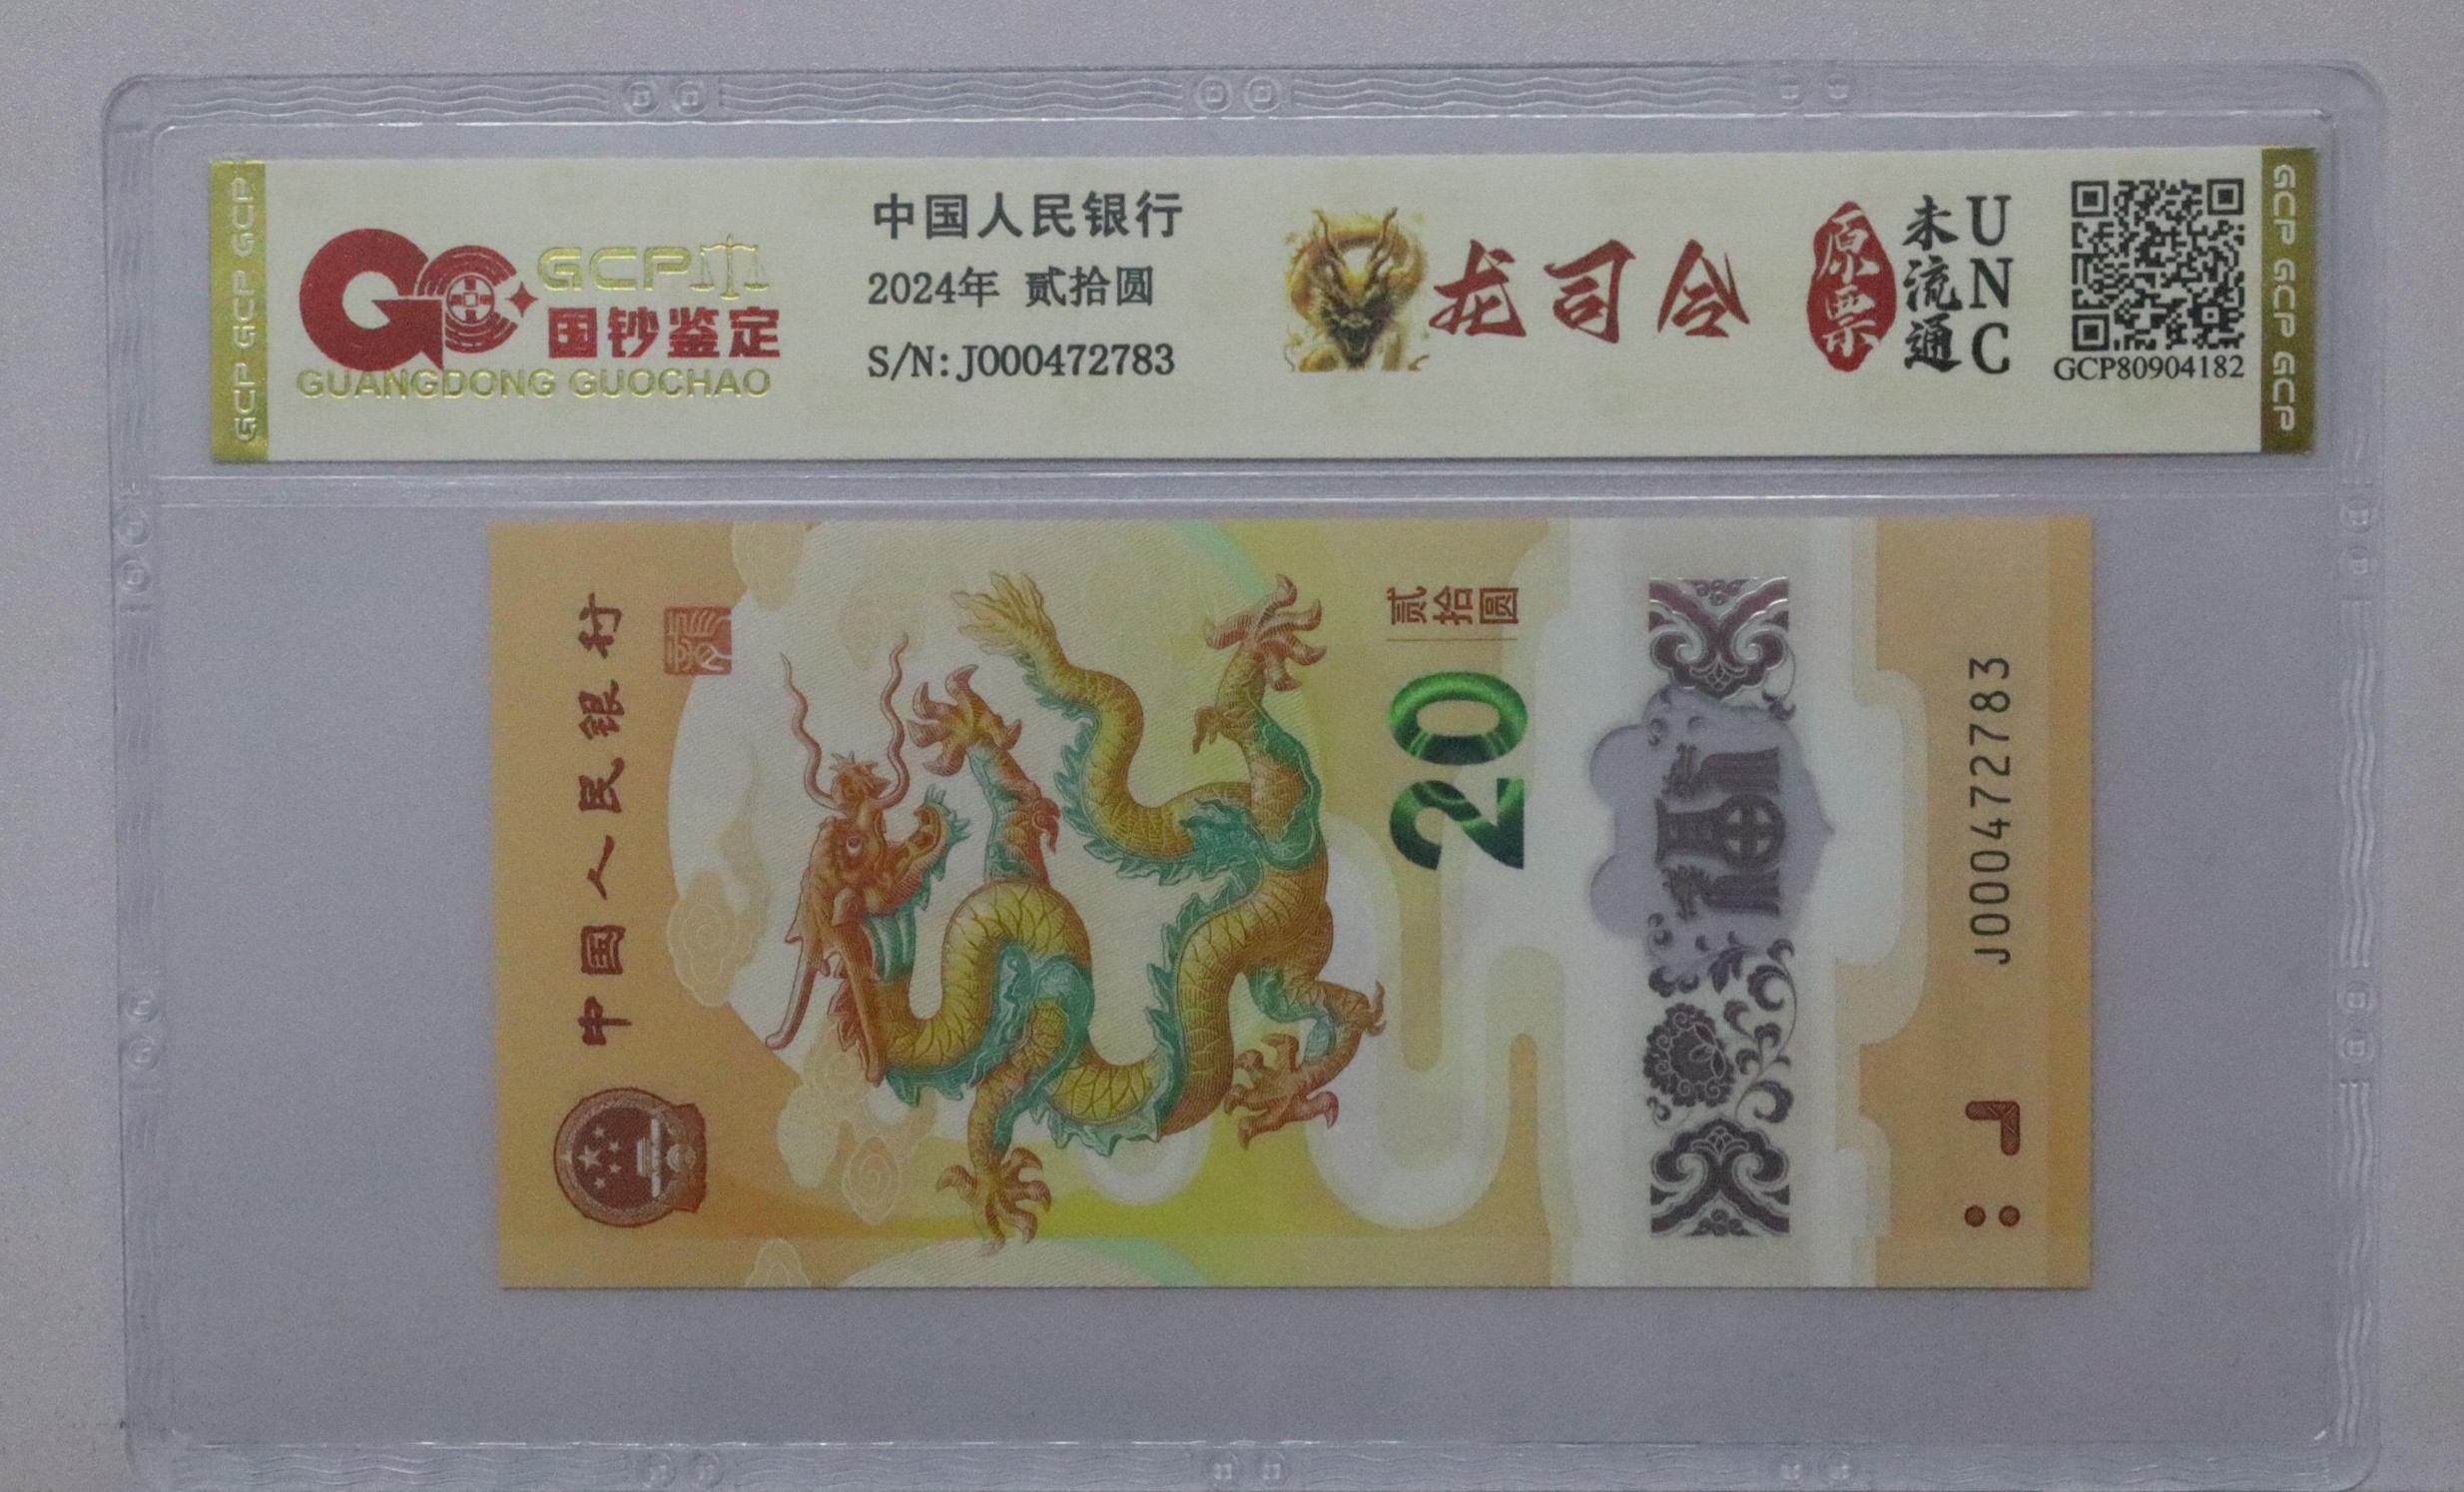 GCP GCP GCP
GCP
国钞鉴定
GUANGDONG GUOCHAO
中国人民银行
2024年 贰拾圆
S/N:J000472783
龙司令
原票
未流通
UNC
GCP80904182
GCP GCP GCP
中国人民银行
龍
贰拾圆
20
J000472783